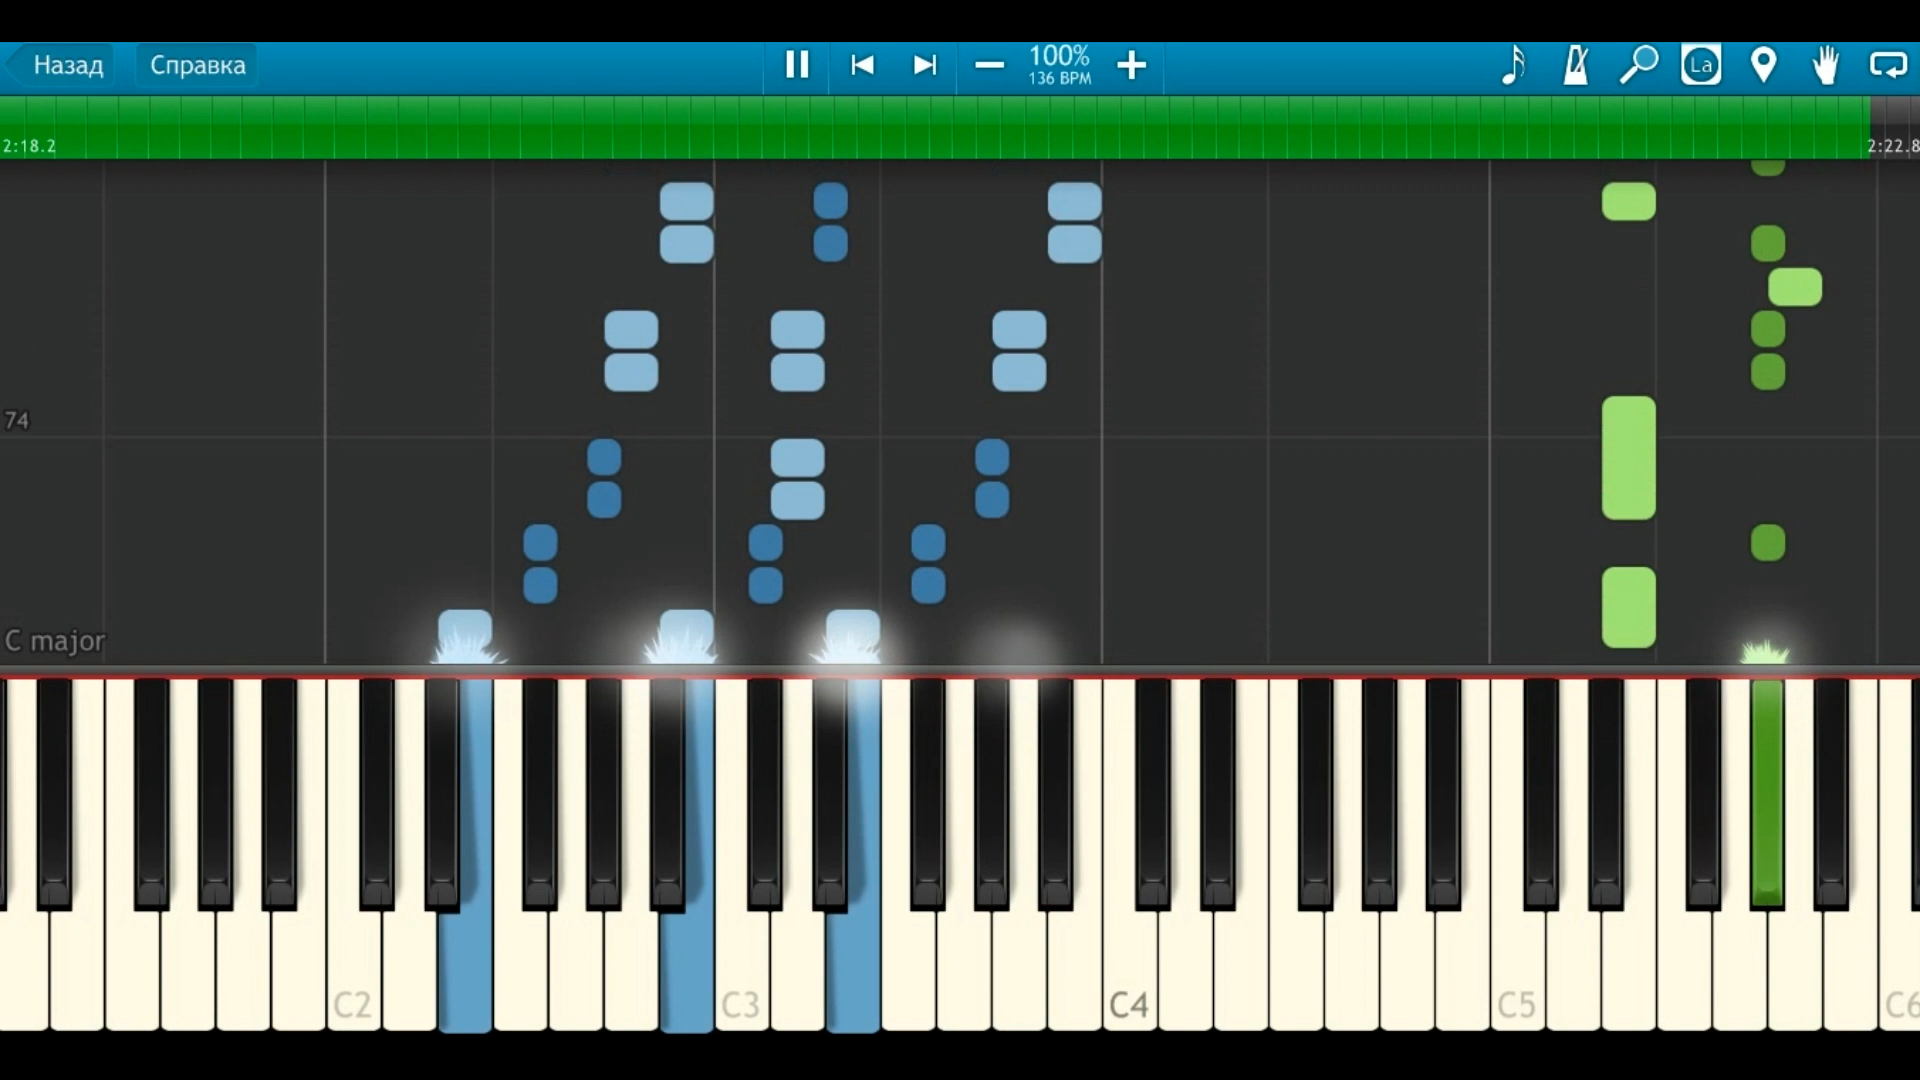 Назад Справка 100%
136 BPM
La
2:18.2 2:22.8
74
C major
C2 C3 C4 C5 C6